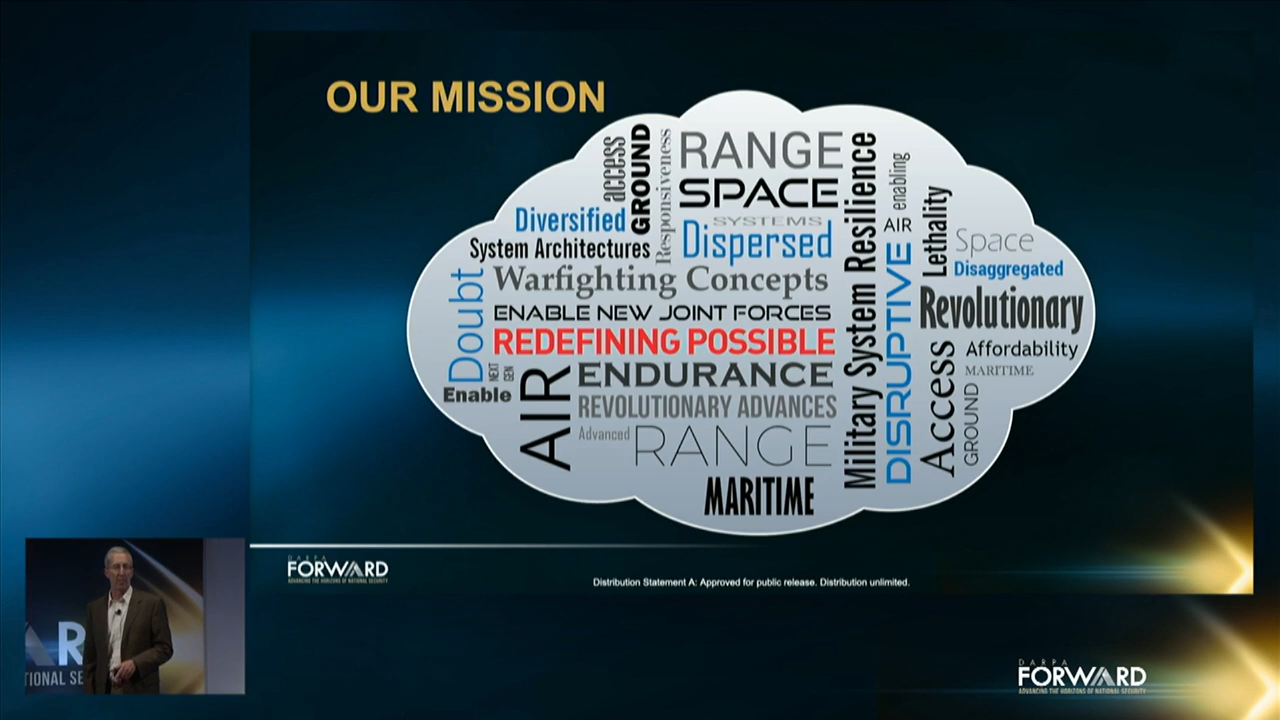 OUR MISSION
access
GROUND
Responsiveness
RANGE
SPACE
SYSTEMS
Dispersed
Diversified
System Architectures
Warfighting Concepts
ENABLE NEW JOINT FORCES
REDEFINING POSSIBLE
Doubt
NEXT
GEN
Enable
AIR
ENDURANCE
REVOLUTIONARY ADVANCES
Advanced
RANGE
MARITIME
Military System Resilience
enabling
AIR
DISRUPTIVE
Lethality
Space
Disaggregated
Revolutionary
Affordability
MARITIME
Access
GROUND
DARPA
FORWARD
ADVANCING THE HORIZONS OF NATIONAL SECURITY
Distribution Statement A: Approved for public release. Distribution unlimited.
AR
TIONAL SE
DARPA
FORWARD
ADVANCING THE HORIZONS OF NATIONAL SECURITY